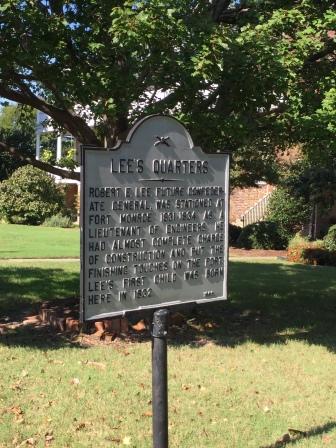 LEE'S QUARTERS
ROBERT E. LEE FUTURE CONFEDER-
ATE GENERAL, WAS STATIONED AT
FORT MONROE 1831-1834 AS A
LIEUTENANT OF ENGINEERS. HE
HAD ALMOST COMPLETE CHARGE
OF CONSTRUCTION AND PUT THE
FINISHING TOUCHES ON THE FORT.
LEE'S FIRST CHILD WAS BORN
HERE IN 1832.